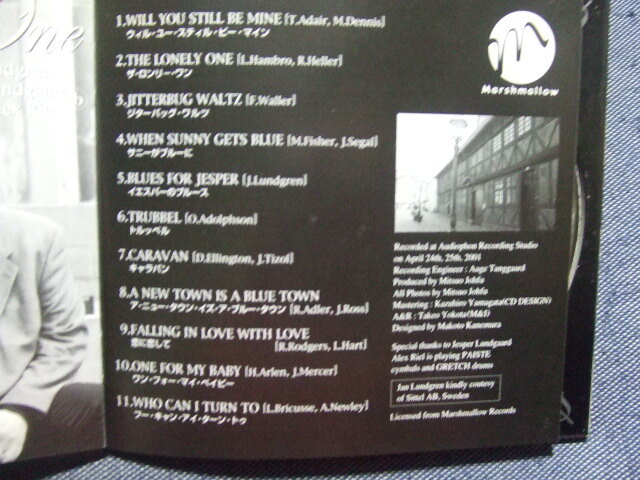 One
1.WILL YOU STILL BE MINE [T.Adair, M.Dennis]
ウィル・ユー・スティル・ビー・マイン
2.THE LONELY ONE [L.Hambro, R.Heller]
ザ・ロンリー・ワン
3.JITTERBUG WALTZ [F.Waller]
ジターバッグ・ワルツ
4.WHEN SUNNY GETS BLUE [M.Fisher, J.Segal]
サニーがブルーに
5.BLUES FOR JESPER [J.Lundgren]
イエスパーのブルース
6.TRUBBEL [O.Adolphson]
トルッベル
7.CARAVAN [D.Ellington, J.Tizol]
キャラバン
8.A NEW TOWN IS A BLUE TOWN
ア・ニュー・タウン・イズ・ア・ブルー・タウン [R.Adler, J.Ross]
9.FALLING IN LOVE WITH LOVE
恋に恋して [R.Rodgers, L.Hart]
10.ONE FOR MY BABY [H.Arlen, J.Mercer]
ワン・フォー・マイ・ベイビー
11.WHO CAN I TURN TO [L.Bricusse, A.Newley]
フー・キャン・アイ・ターン・トゥ
Marshmallow
Recorded at Audiophon Recording Studio
on April 24th, 25th, 2001
Recording Engineer : Aage Tanggaard
Produced by Mitsuo Johfu
All Photos by Mitsuo Johfu
Mastering : Kazuhiro Yamagata(CD DESIGN)
A&R : Takeo Yokota(M&I)
Designed by Makoto Kanemura
Special thanks to Jesper Lundgaard
Alex Riel is playing PAISTE
cymbals and GRETCH drums
Jan Lundgren kindly courtesy
of Sittel AB, Sweden
Licensed from Marshmallow Records